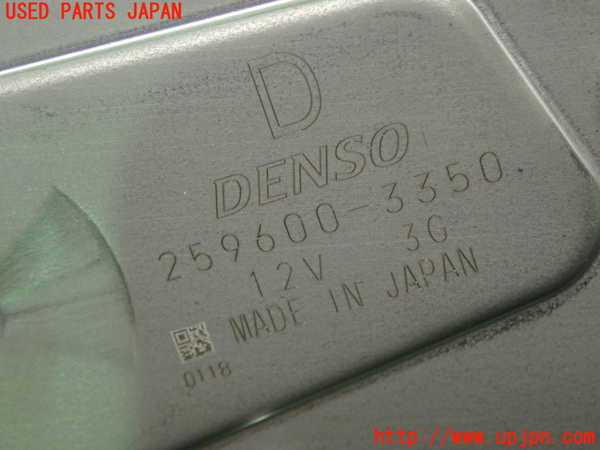 USED PARTS JAPAN
D
DENSO
259600-3350
12V 3G
MADE IN JAPAN
0118
http://www.upjpn.com